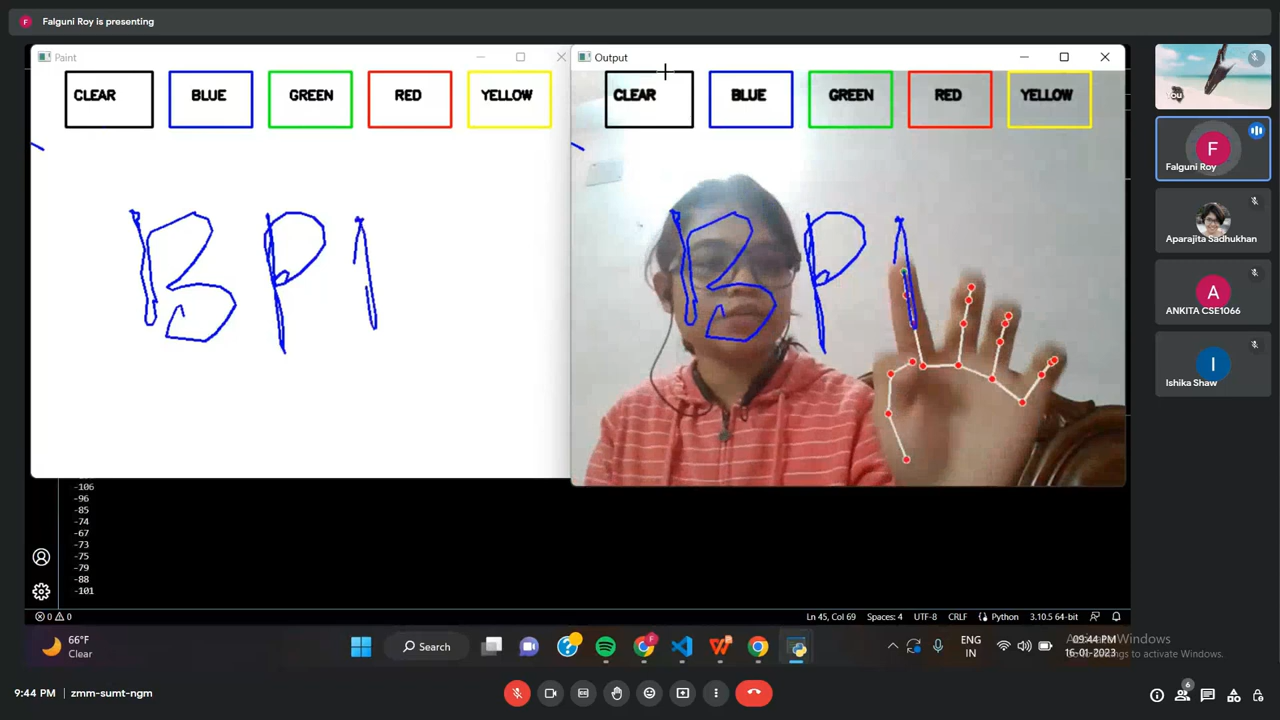 F Falguni Roy is presenting
Paint
CLEAR BLUE GREEN RED YELLOW
BPI
Output
CLEAR BLUE GREEN RED YELLOW
BPI
-106
-96
-85
-74
-67
-73
-75
-79
-88
-101
0 0
Ln 45, Col 69 Spaces: 4 UTF-8 CRLF Python 3.10.5 64-bit
You
F
Falguni Roy
Aparajita Sadhukhan
A
ANKITA CSE1066
I
Ishika Shaw
66°F
Clear
Search
F
ENG
IN
09:44 PM
16-01-2023
Activate Windows
Go to Settings to activate Windows.
9:44 PM | zmm-sumt-ngm
6